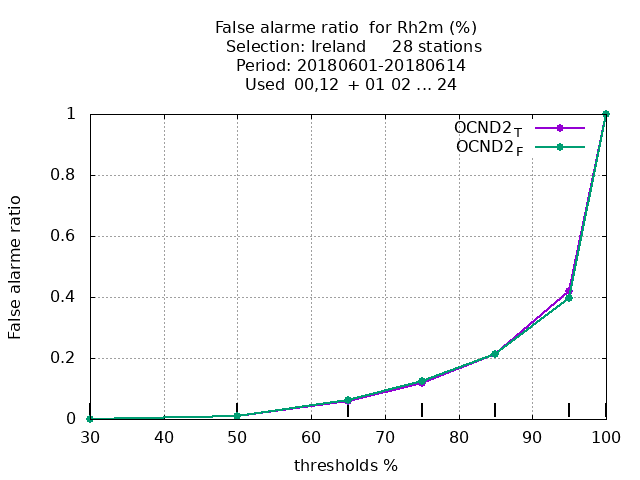 False alarme ratio  for Rh2m (%)
Selection: Ireland     28 stations
Period: 20180601-20180614
Used  00,12  + 01 02 ... 24
OCND2_T
OCND2_F
1
0.8
0.6
0.4
0.2
0
False alarme ratio
30 40 50 60 70 80 90 100
thresholds %